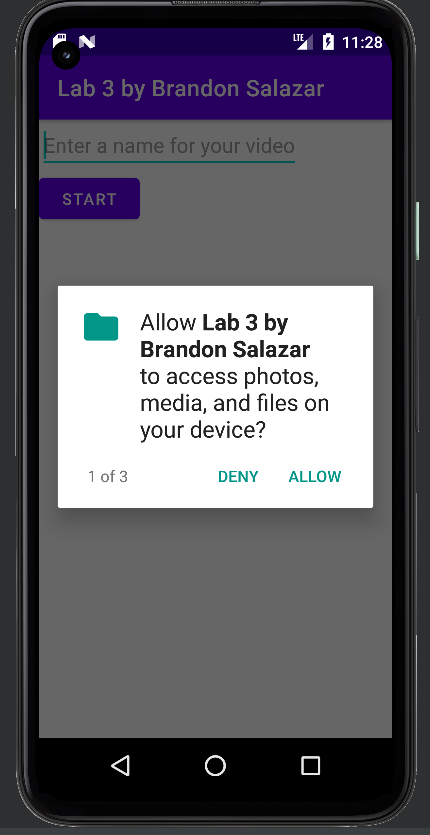 LTE 11:28
Lab 3 by Brandon Salazar
Enter a name for your video
START
Allow Lab 3 by
Brandon Salazar
to access photos,
media, and files on
your device?
1 of 3 DENY ALLOW